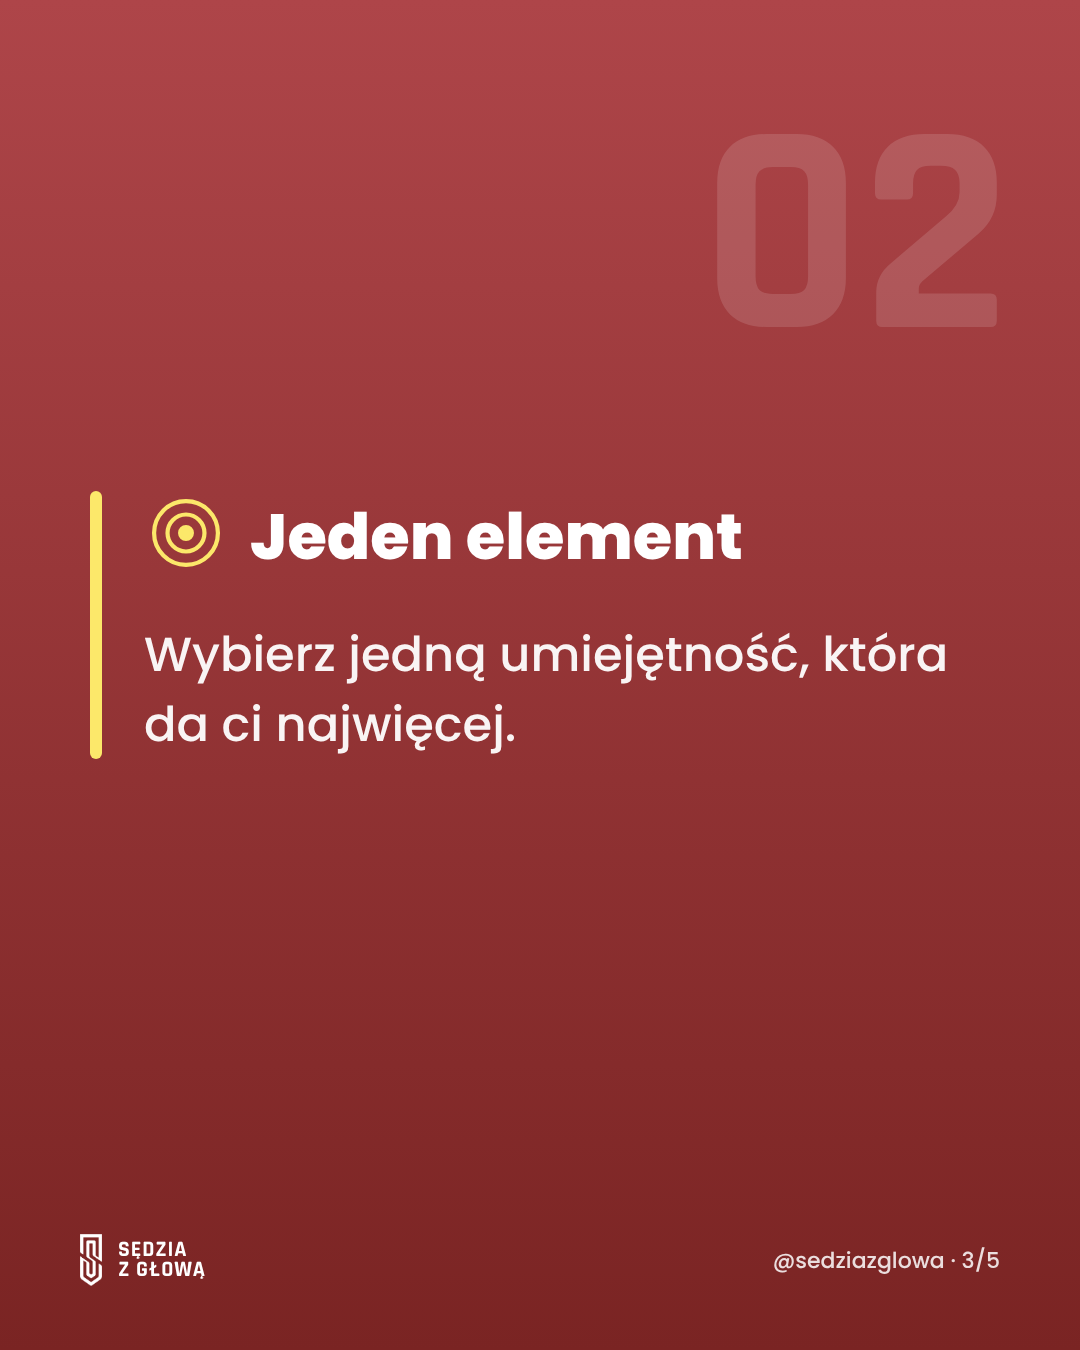 02
Jeden element
Wybierz jedną umiejętność, która
da ci najwięcej.
SĘDZIA
Z GŁOWĄ
@sedziazglowa · 3/5